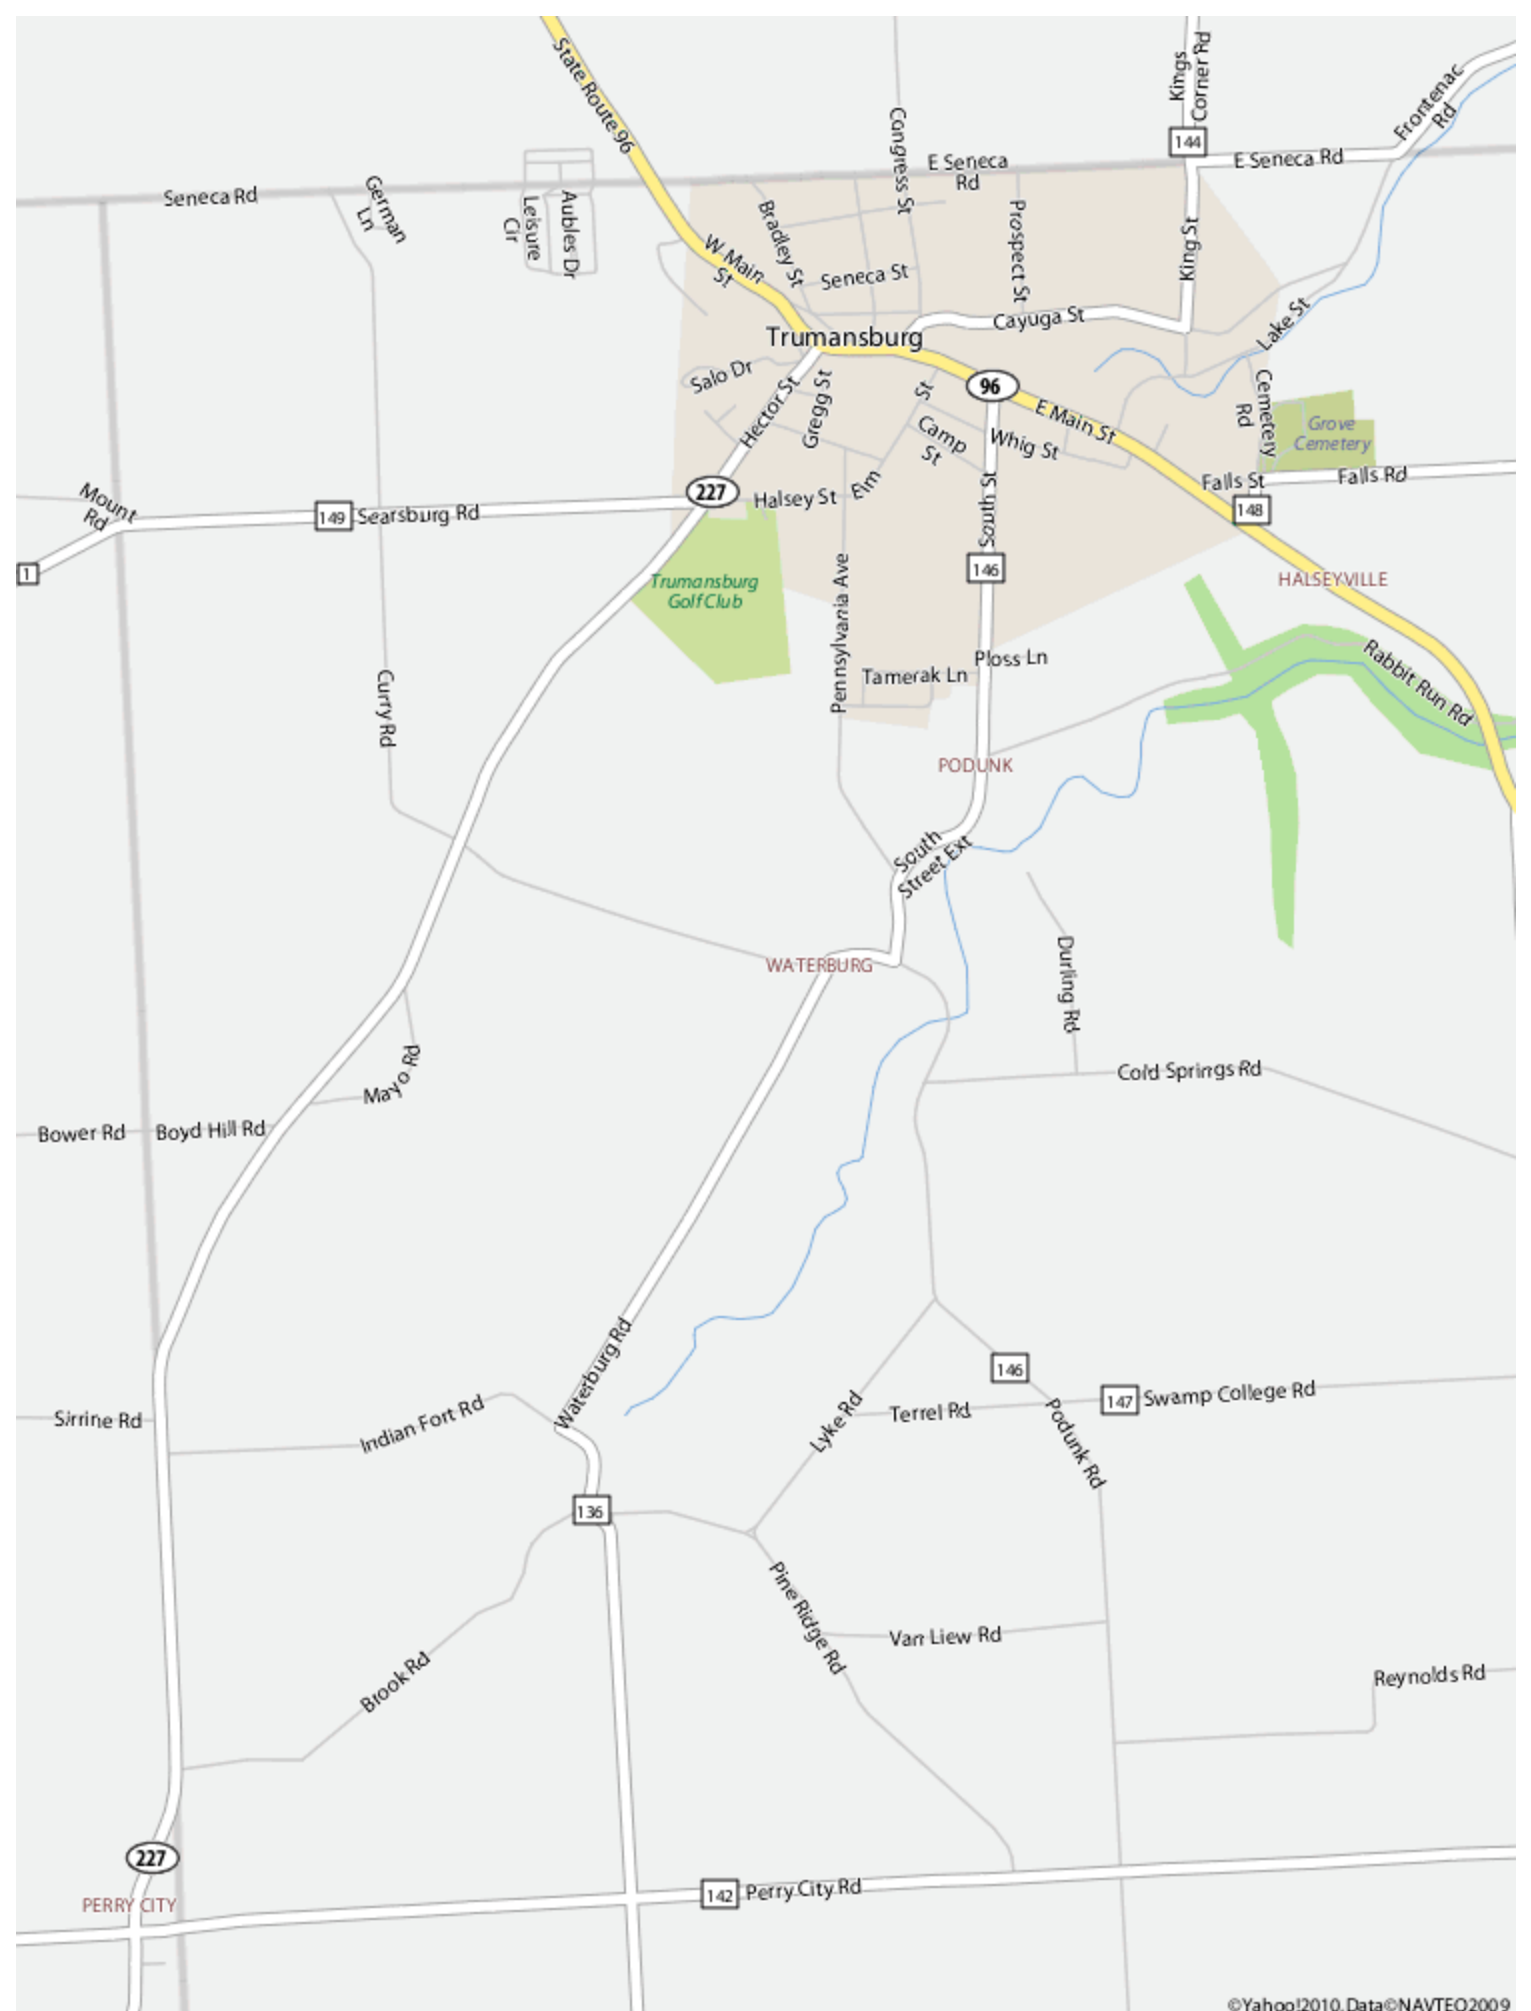 State Route 96
Kings
Corner Rd
Frontenac
Rd
144
Congress St
E Seneca
Rd
E Seneca Rd
Seneca Rd
German
Ln
Leisure
Cir
Aubles Dr
Bradley St
Prospect St
King St
W Main
St
Seneca St
Cayuga St
Lake St
Trumansburg
Salo Dr
Hector St
Gregg St
St
96
E Main St
Cemetery
Rd
Grove
Cemetery
Camp
St
Whig St
Mount
Rd
149
Searsburg Rd
227
Halsey St
Elm
South St
Falls St
Falls Rd
148
1
146
HALSEYVILLE
Trumansburg
Golf Club
Pennsylvania Ave
Ploss Ln
Tamerak Ln
Rabbit Run Rd
Curry Rd
PODUNK
South
Street Ext
WATERBURG
Durling Rd
Mayo Rd
Cold Springs Rd
Bower Rd
Boyd Hill Rd
Waterburg Rd
146
147
Swamp College Rd
Sirrine Rd
Indian Fort Rd
Lyke Rd
Terrel Rd
Podunk Rd
136
Pine Ridge Rd
Van Liew Rd
Brook Rd
Reynolds Rd
227
PERRY CITY
142
Perry City Rd
©Yahoo!2010, Data©NAVTEQ2009